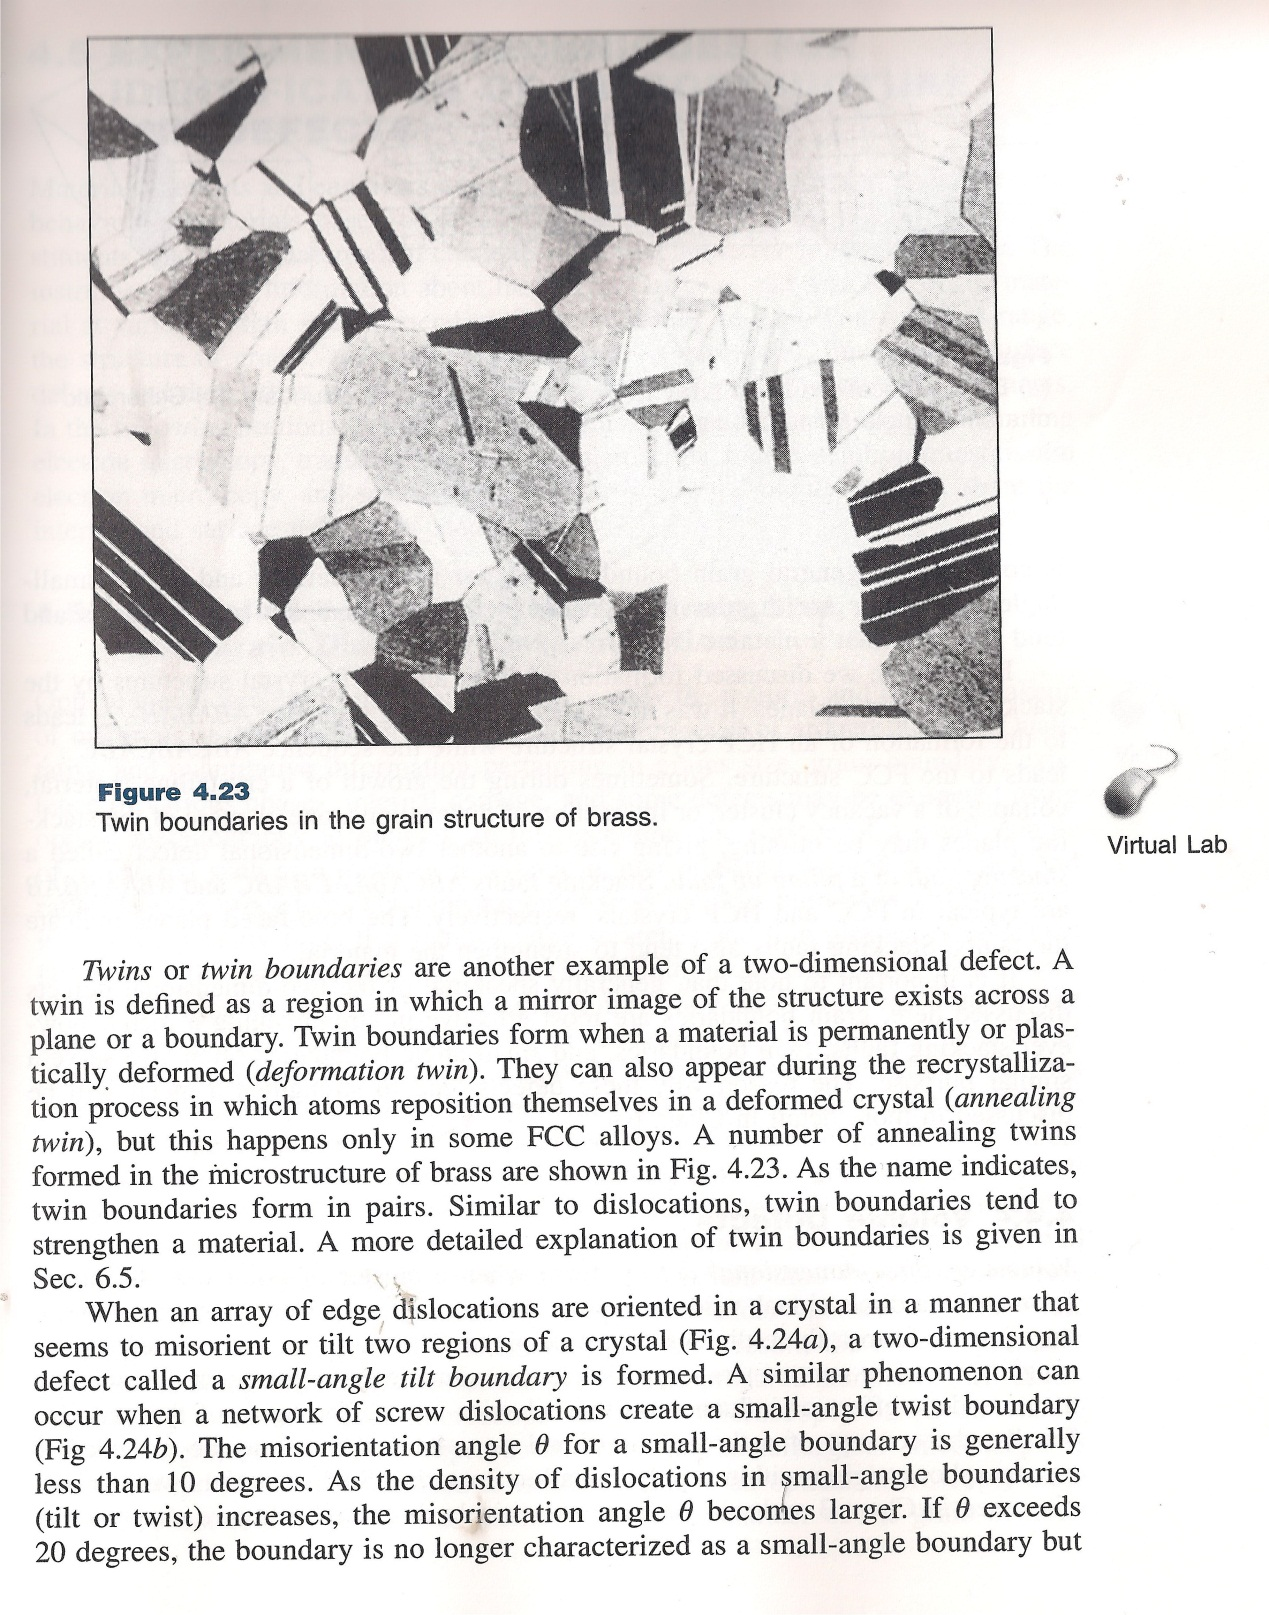 Figure 4.23
Twin boundaries in the grain structure of brass.
Virtual Lab
Twins or twin boundaries are another example of a two-dimensional defect. A
twin is defined as a region in which a mirror image of the structure exists across a
plane or a boundary. Twin boundaries form when a material is permanently or plas-
tically deformed (deformation twin). They can also appear during the recrystalliza-
tion process in which atoms reposition themselves in a deformed crystal (annealing
twin), but this happens only in some FCC alloys. A number of annealing twins
formed in the microstructure of brass are shown in Fig. 4.23. As the name indicates,
twin boundaries form in pairs. Similar to dislocations, twin boundaries tend to
strengthen a material. A more detailed explanation of twin boundaries is given in
Sec. 6.5.
When an array of edge dislocations are oriented in a crystal in a manner that
seems to misorient or tilt two regions of a crystal (Fig. 4.24a), a two-dimensional
defect called a small-angle tilt boundary is formed. A similar phenomenon can
occur when a network of screw dislocations create a small-angle twist boundary
(Fig 4.24b). The misorientation angle θ for a small-angle boundary is generally
less than 10 degrees. As the density of dislocations in small-angle boundaries
(tilt or twist) increases, the misorientation angle θ becomes larger. If θ exceeds
20 degrees, the boundary is no longer characterized as a small-angle boundary but